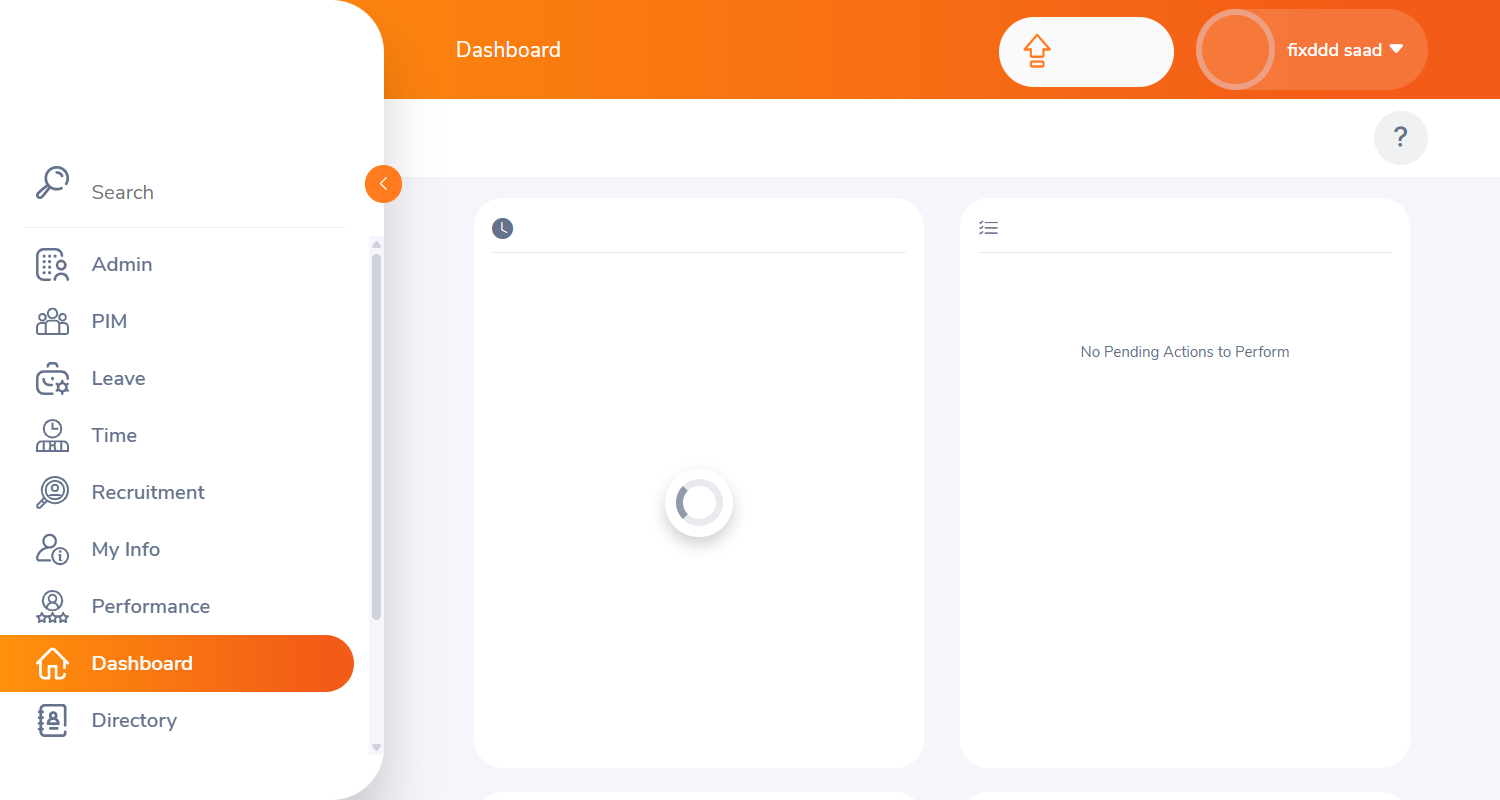 Dashboard
fixddd saad
?
Search
Admin
PIM
Leave
Time
Recruitment
My Info
Performance
Dashboard
Directory
No Pending Actions to Perform